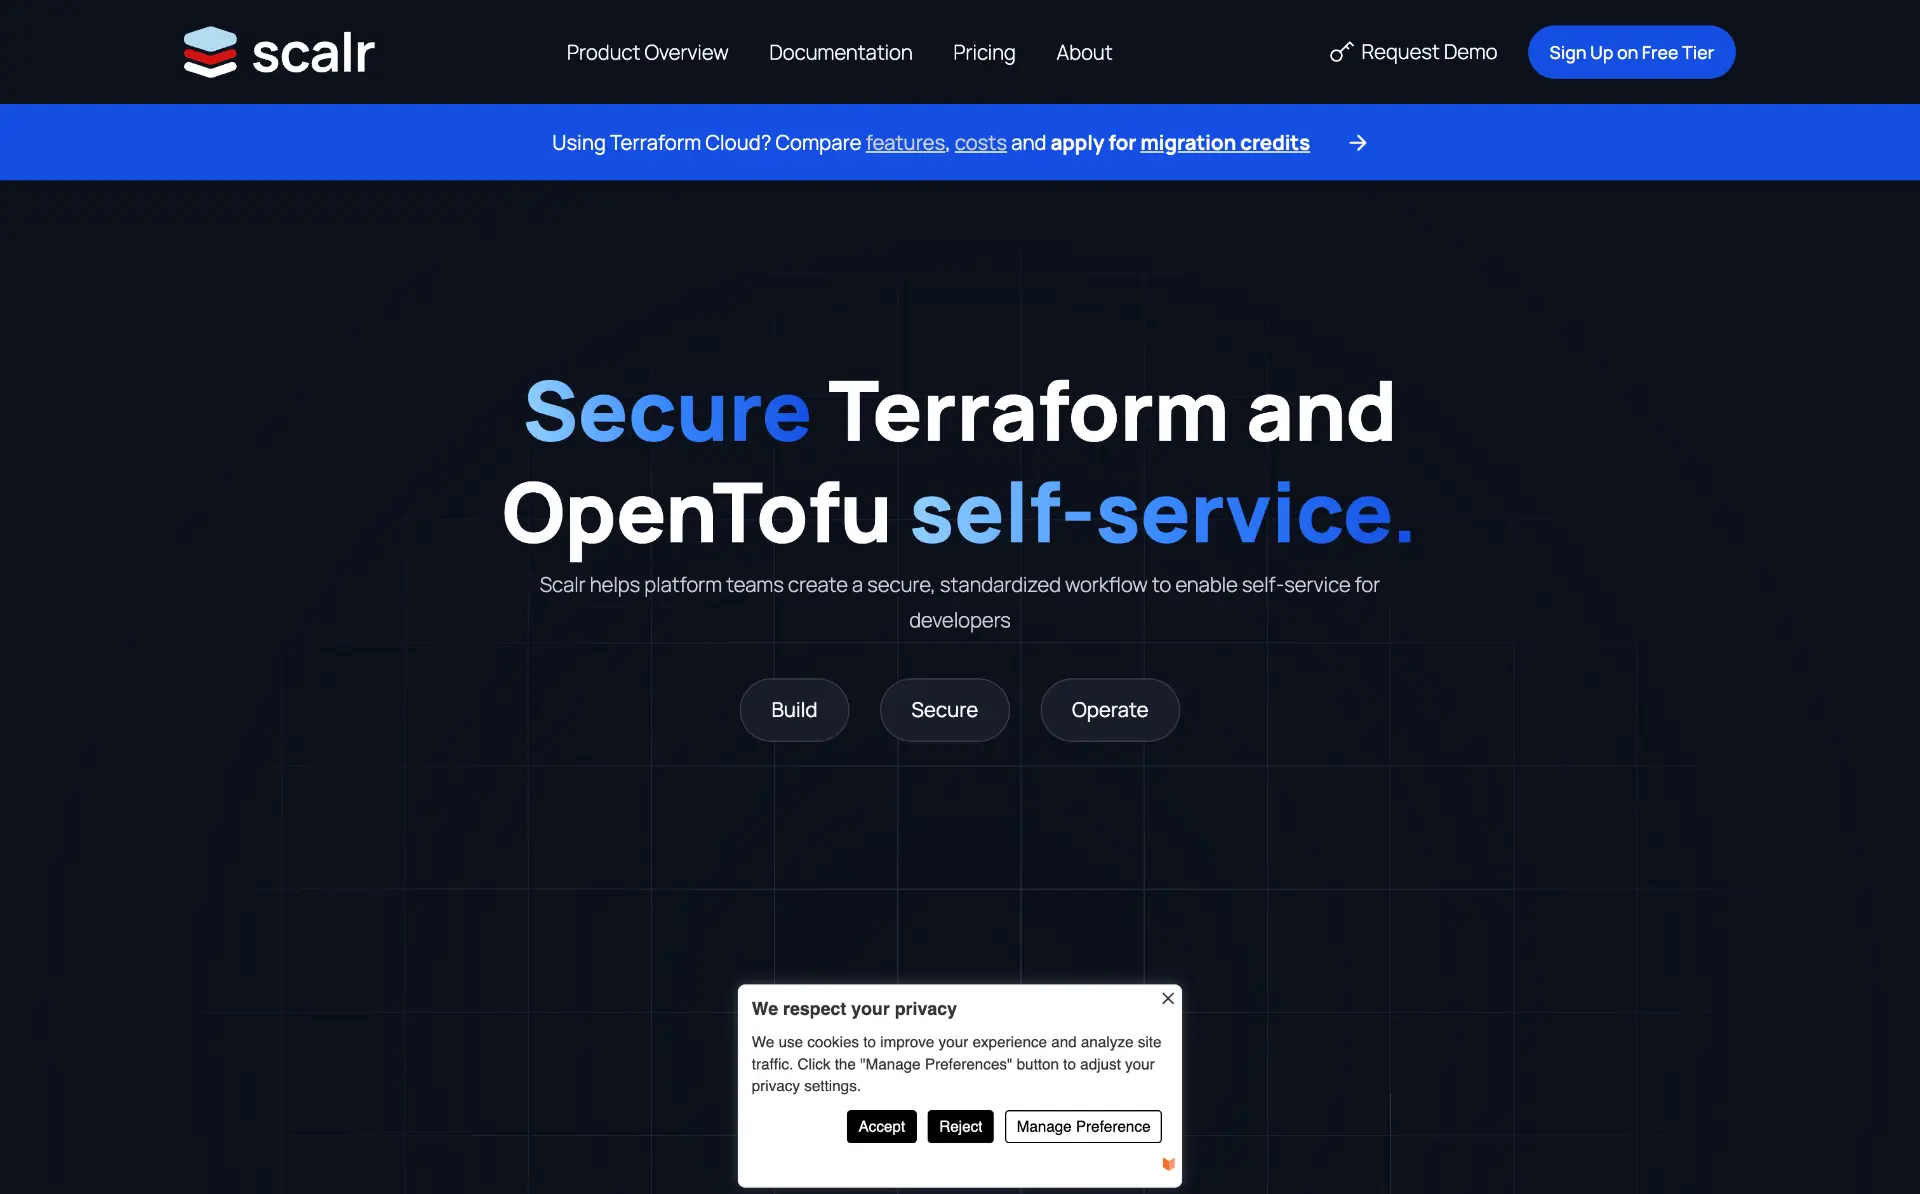 scalr
Product Overview
Documentation
Pricing
About
Request Demo
Sign Up on Free Tier
Using Terraform Cloud? Compare features, costs and apply for migration credits
Secure Terraform and
OpenTofu self-service.
Scalr helps platform teams create a secure, standardized workflow to enable self-service for
developers
Build
Secure
Operate
We respect your privacy
We use cookies to improve your experience and analyze site
traffic. Click the "Manage Preferences" button to adjust your
privacy settings.
Accept
Reject
Manage Preference